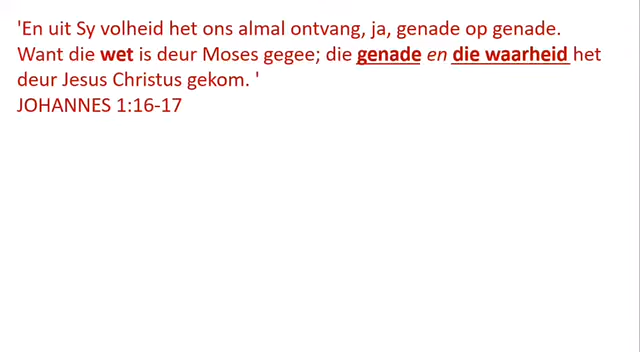 'En uit Sy volheid het ons almal ontvang, ja, genade op genade.
Want die wet is deur Moses gegee; die genade en die waarheid het
deur Jesus Christus gekom. '
JOHANNES 1:16-17